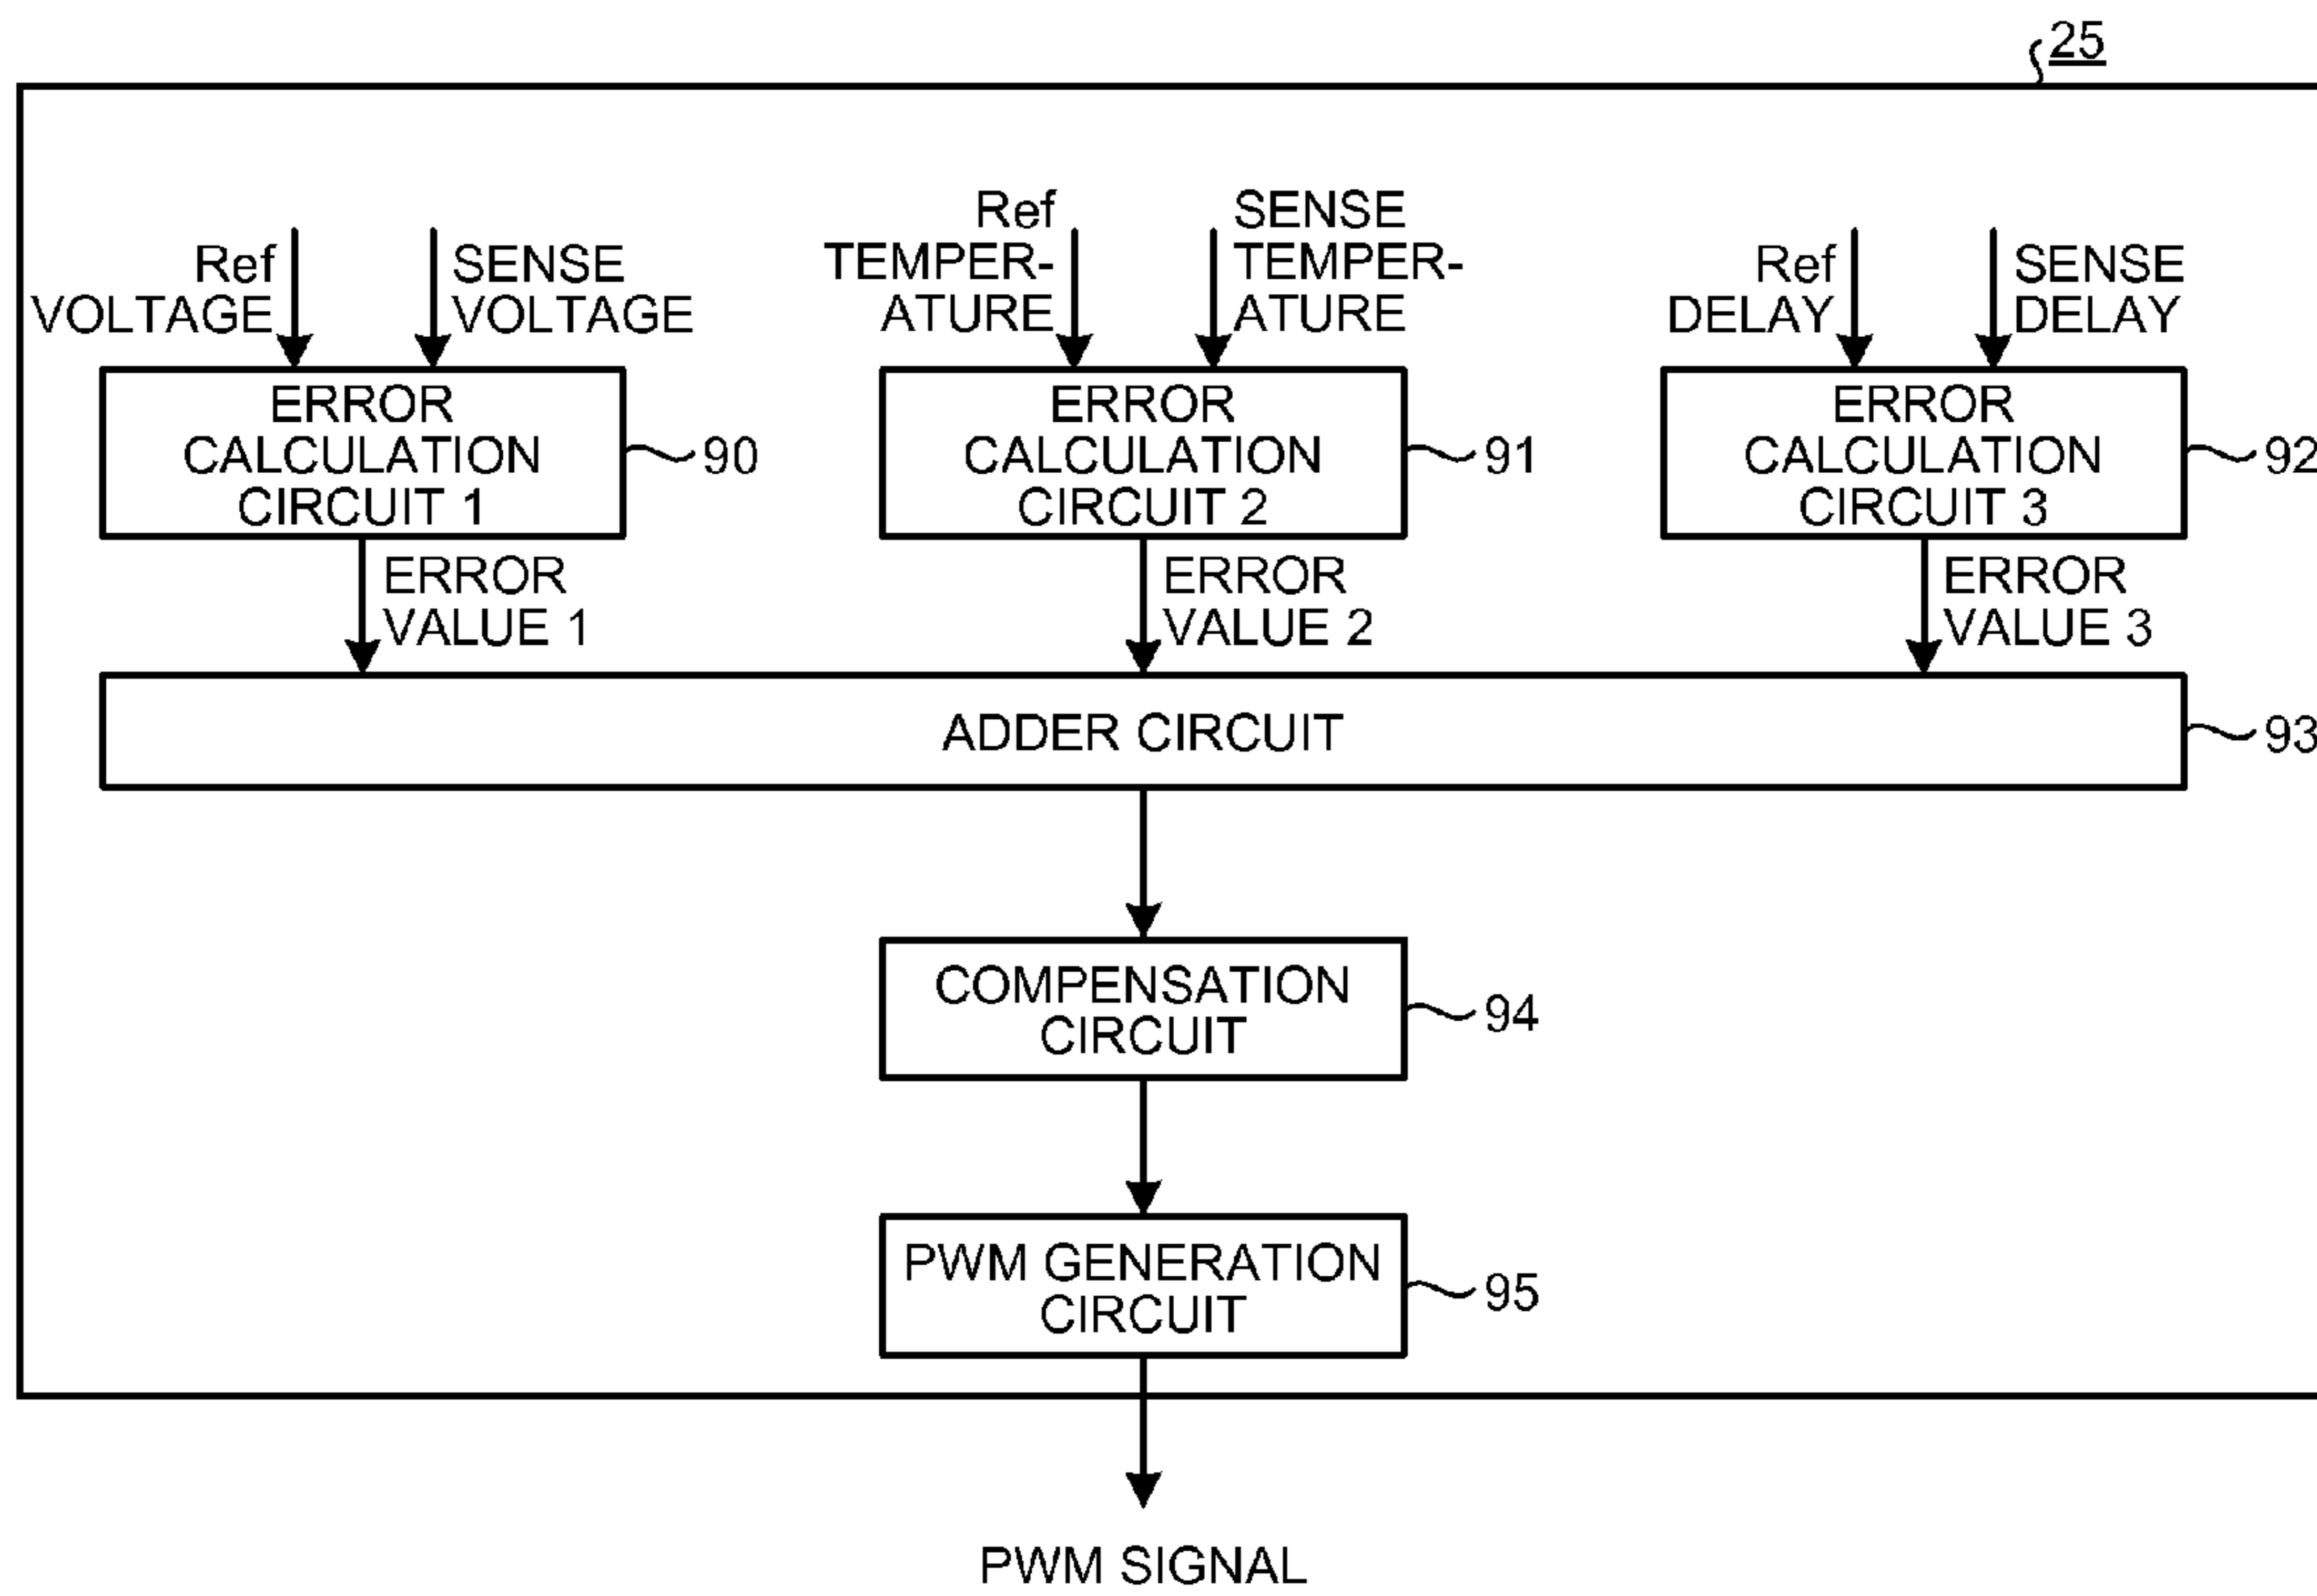 25
Ref
VOLTAGE
SENSE
VOLTAGE
Ref
TEMPER-
ATURE
SENSE
TEMPER-
ATURE
Ref
DELAY
SENSE
DELAY
ERROR
CALCULATION
CIRCUIT 1
90
ERROR
CALCULATION
CIRCUIT 2
91
ERROR
CALCULATION
CIRCUIT 3
92
ERROR
VALUE 1
ERROR
VALUE 2
ERROR
VALUE 3
ADDER CIRCUIT
93
COMPENSATION
CIRCUIT
94
PWM GENERATION
CIRCUIT
95
PWM SIGNAL